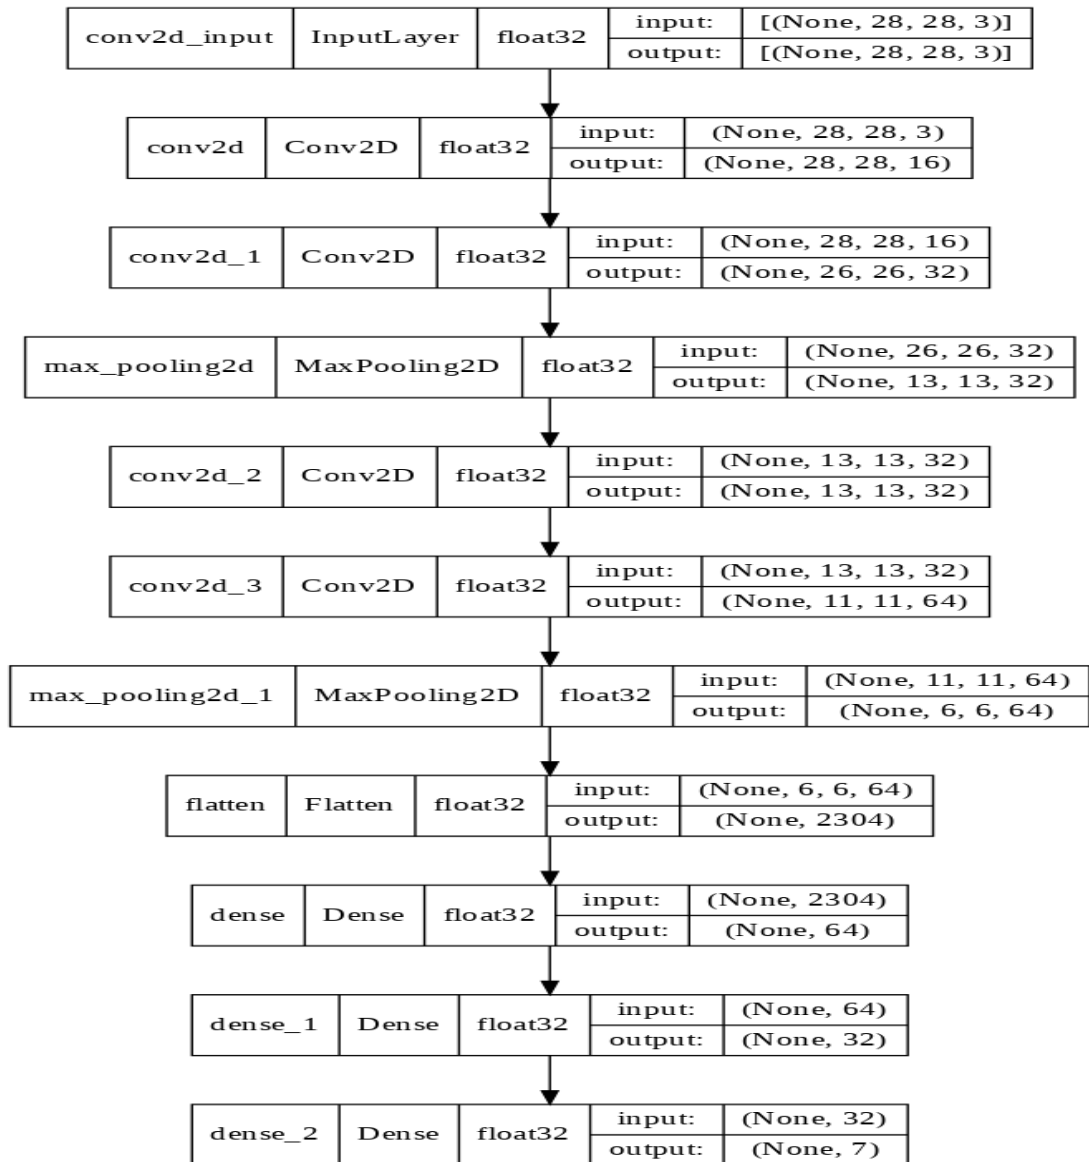 conv2d_input InputLayer float32 input: [(None, 28, 28, 3)]
output: [(None, 28, 28, 3)]
conv2d Conv2D float32 input: (None, 28, 28, 3)
output: (None, 28, 28, 16)
conv2d_1 Conv2D float32 input: (None, 28, 28, 16)
output: (None, 26, 26, 32)
max_pooling2d MaxPooling2D float32 input: (None, 26, 26, 32)
output: (None, 13, 13, 32)
conv2d_2 Conv2D float32 input: (None, 13, 13, 32)
output: (None, 13, 13, 32)
conv2d_3 Conv2D float32 input: (None, 13, 13, 32)
output: (None, 11, 11, 64)
max_pooling2d_1 MaxPooling2D float32 input: (None, 11, 11, 64)
output: (None, 6, 6, 64)
flatten Flatten float32 input: (None, 6, 6, 64)
output: (None, 2304)
dense Dense float32 input: (None, 2304)
output: (None, 64)
dense_1 Dense float32 input: (None, 64)
output: (None, 32)
dense_2 Dense float32 input: (None, 32)
output: (None, 7)